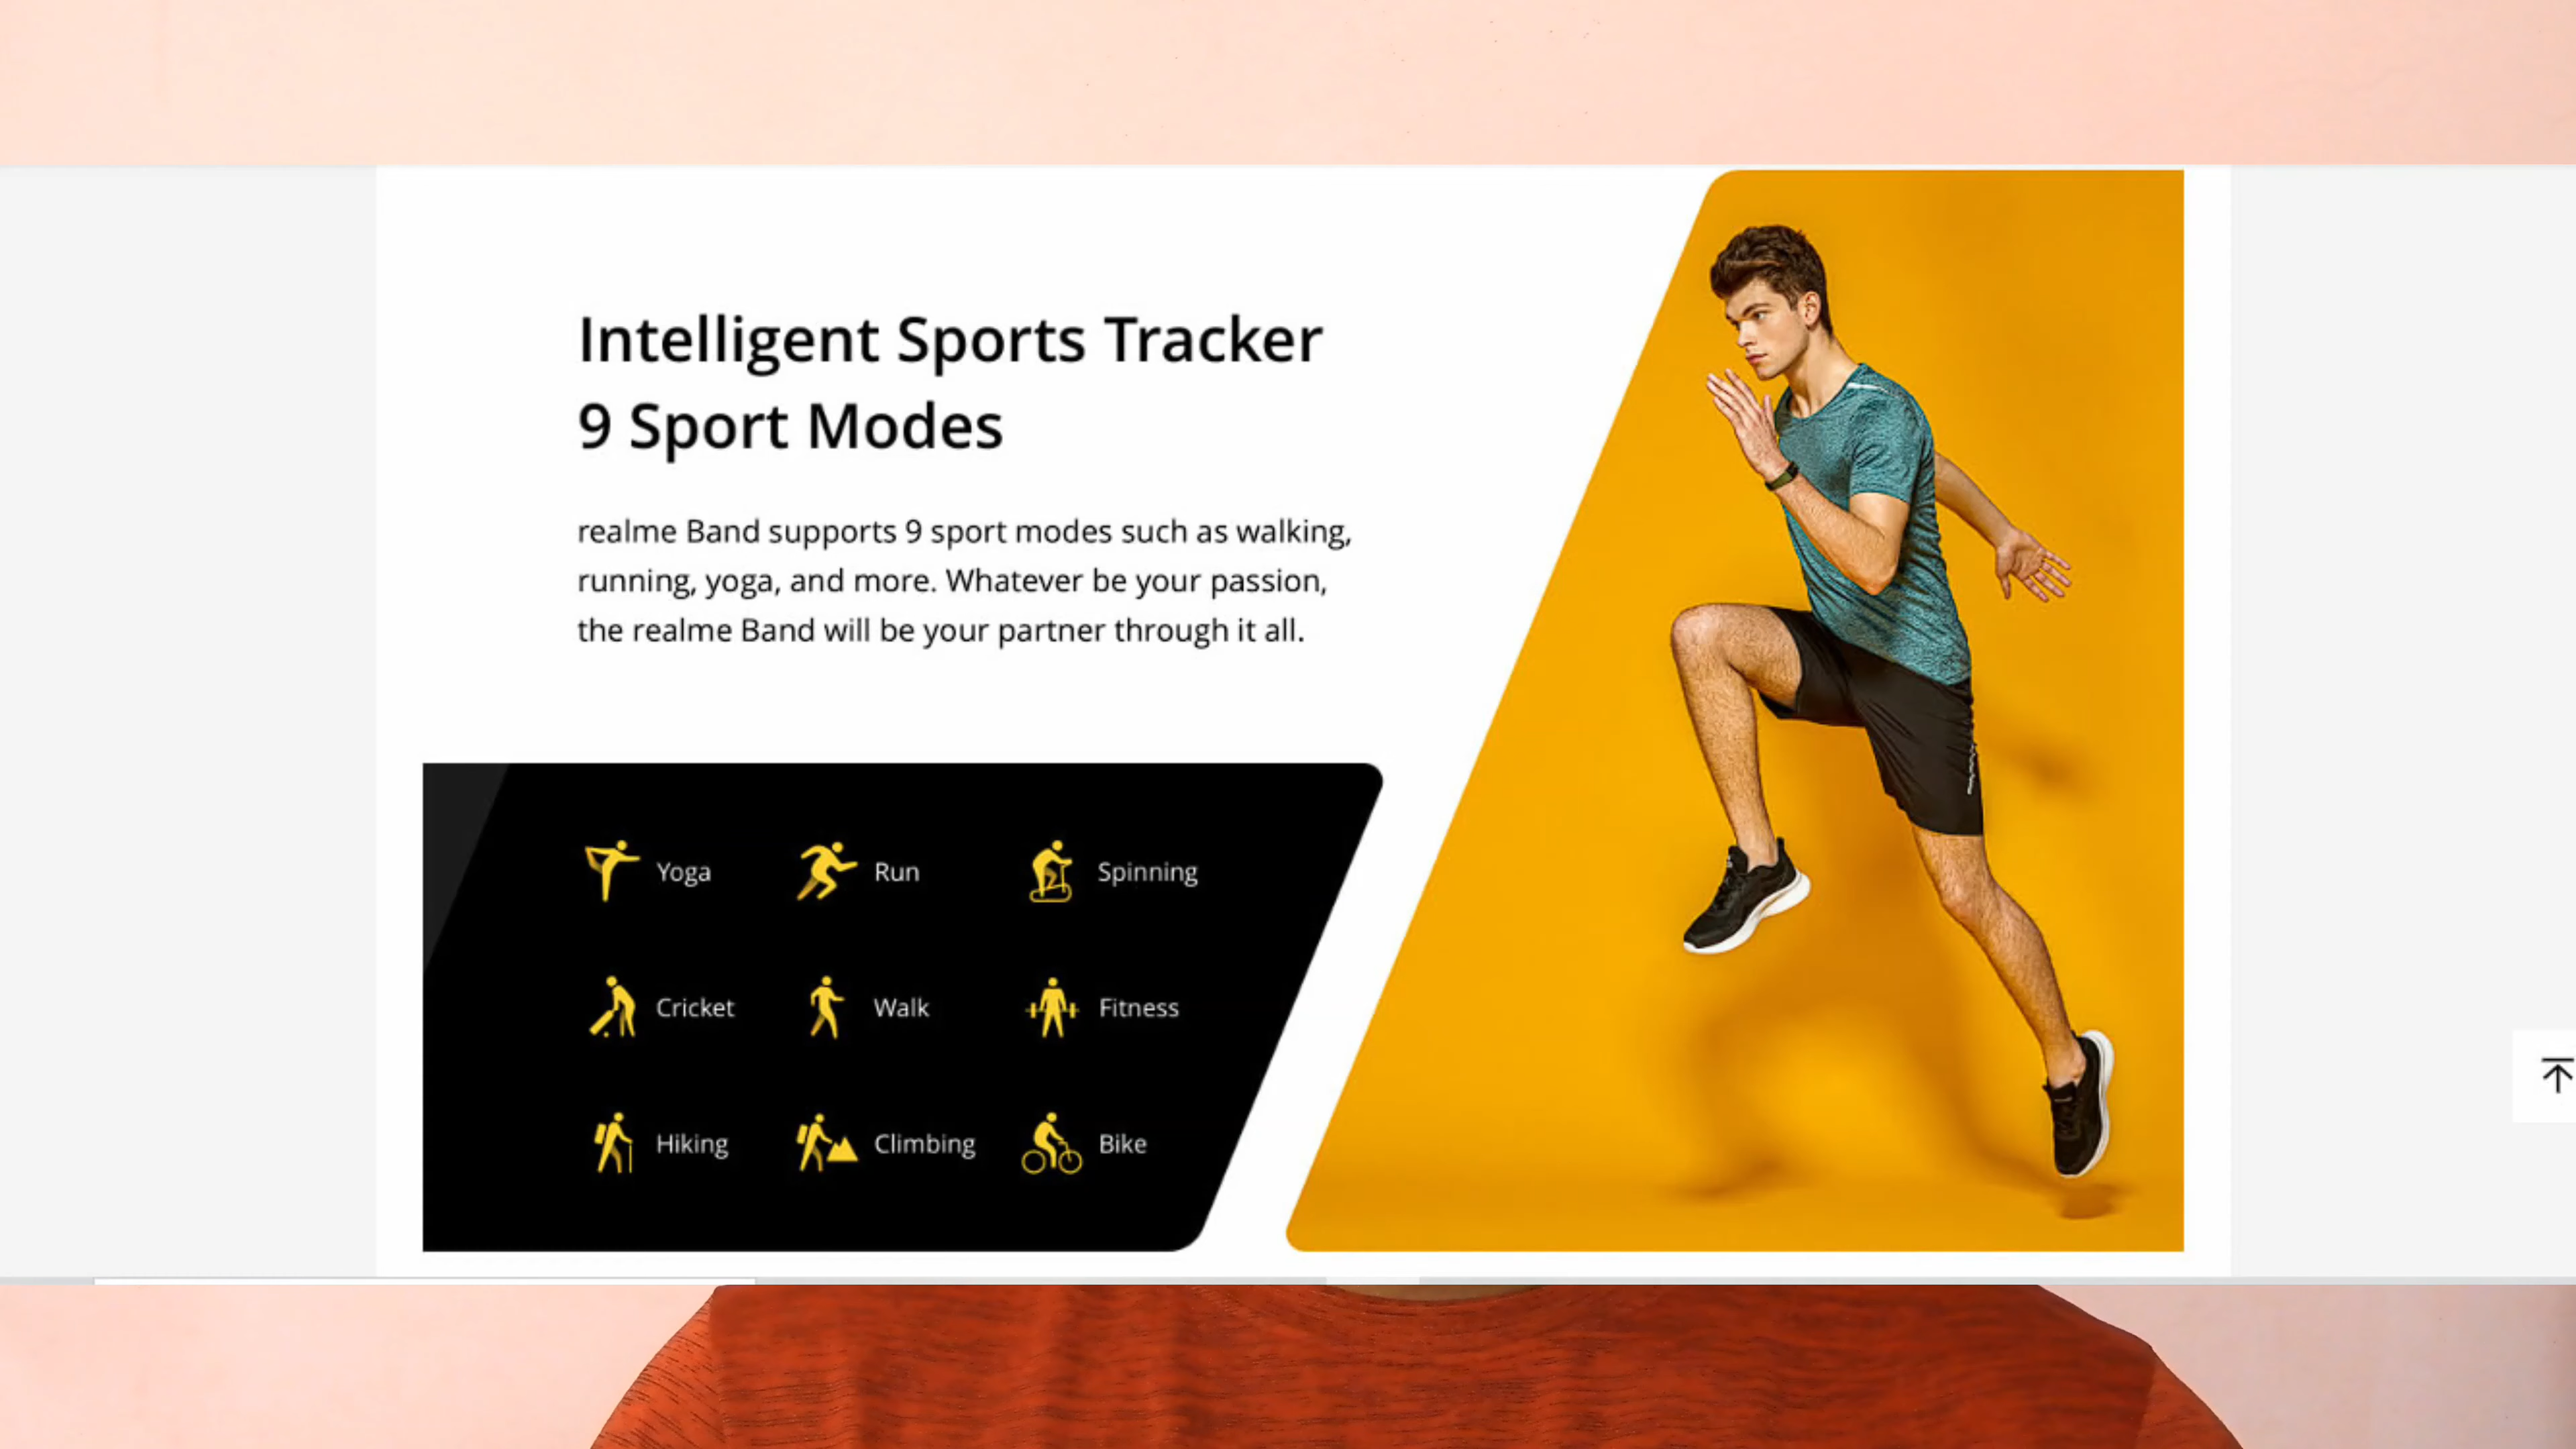 Intelligent Sports Tracker
9 Sport Modes
realme Band supports 9 sport modes such as walking,
running, yoga, and more. Whatever be your passion,
the realme Band will be your partner through it all.
Yoga
Run
Spinning
Cricket
Walk
Fitness
Hiking
Climbing
Bike